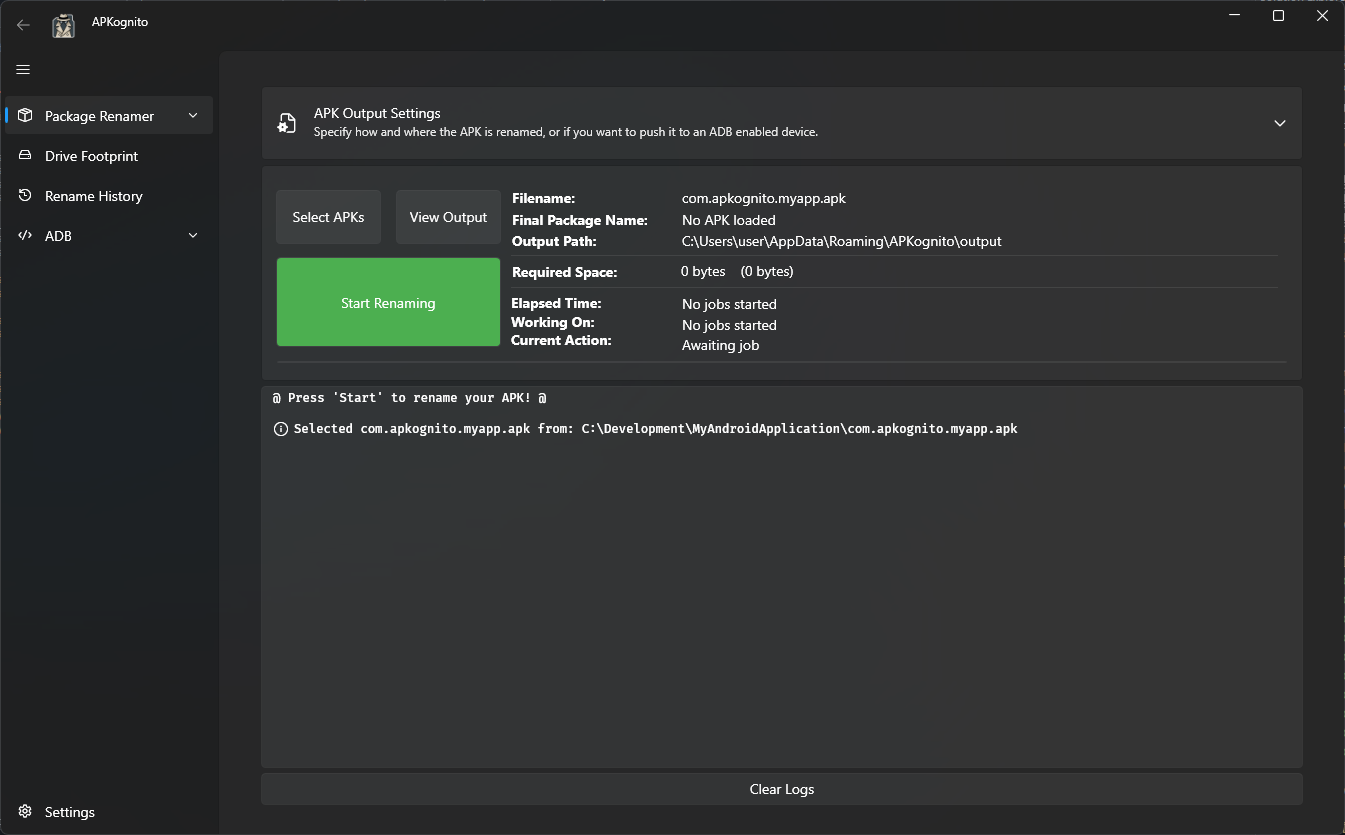 APKognito
Package Renamer
Drive Footprint
Rename History
ADB
Settings
APK Output Settings
Specify how and where the APK is renamed, or if you want to push it to an ADB enabled device.
Select APKs
View Output
Start Renaming
Filename: com.apkognito.myapp.apk
Final Package Name: No APK loaded
Output Path: C:\Users\user\AppData\Roaming\APKognito\output
Required Space: 0 bytes (0 bytes)
Elapsed Time: No jobs started
Working On: No jobs started
Current Action: Awaiting job
@ Press 'Start' to rename your APK! @
Selected com.apkognito.myapp.apk from: C:\Development\MyAndroidApplication\com.apkognito.myapp.apk
Clear Logs